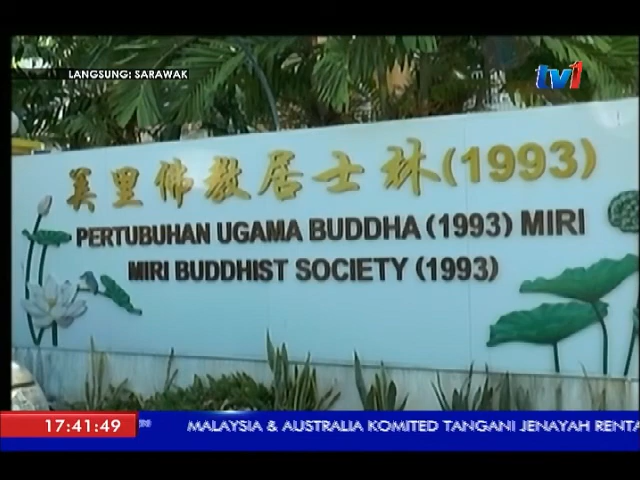 LANGSUNG: SARAWAK
tv1
美里佛教居士林(1993)
PERTUBUHAN UGAMA BUDDHA (1993) MIRI
MIRI BUDDHIST SOCIETY (1993)
17:41:49
MALAYSIA & AUSTRALIA KOMITED TANGANI JENAYAH RENTA